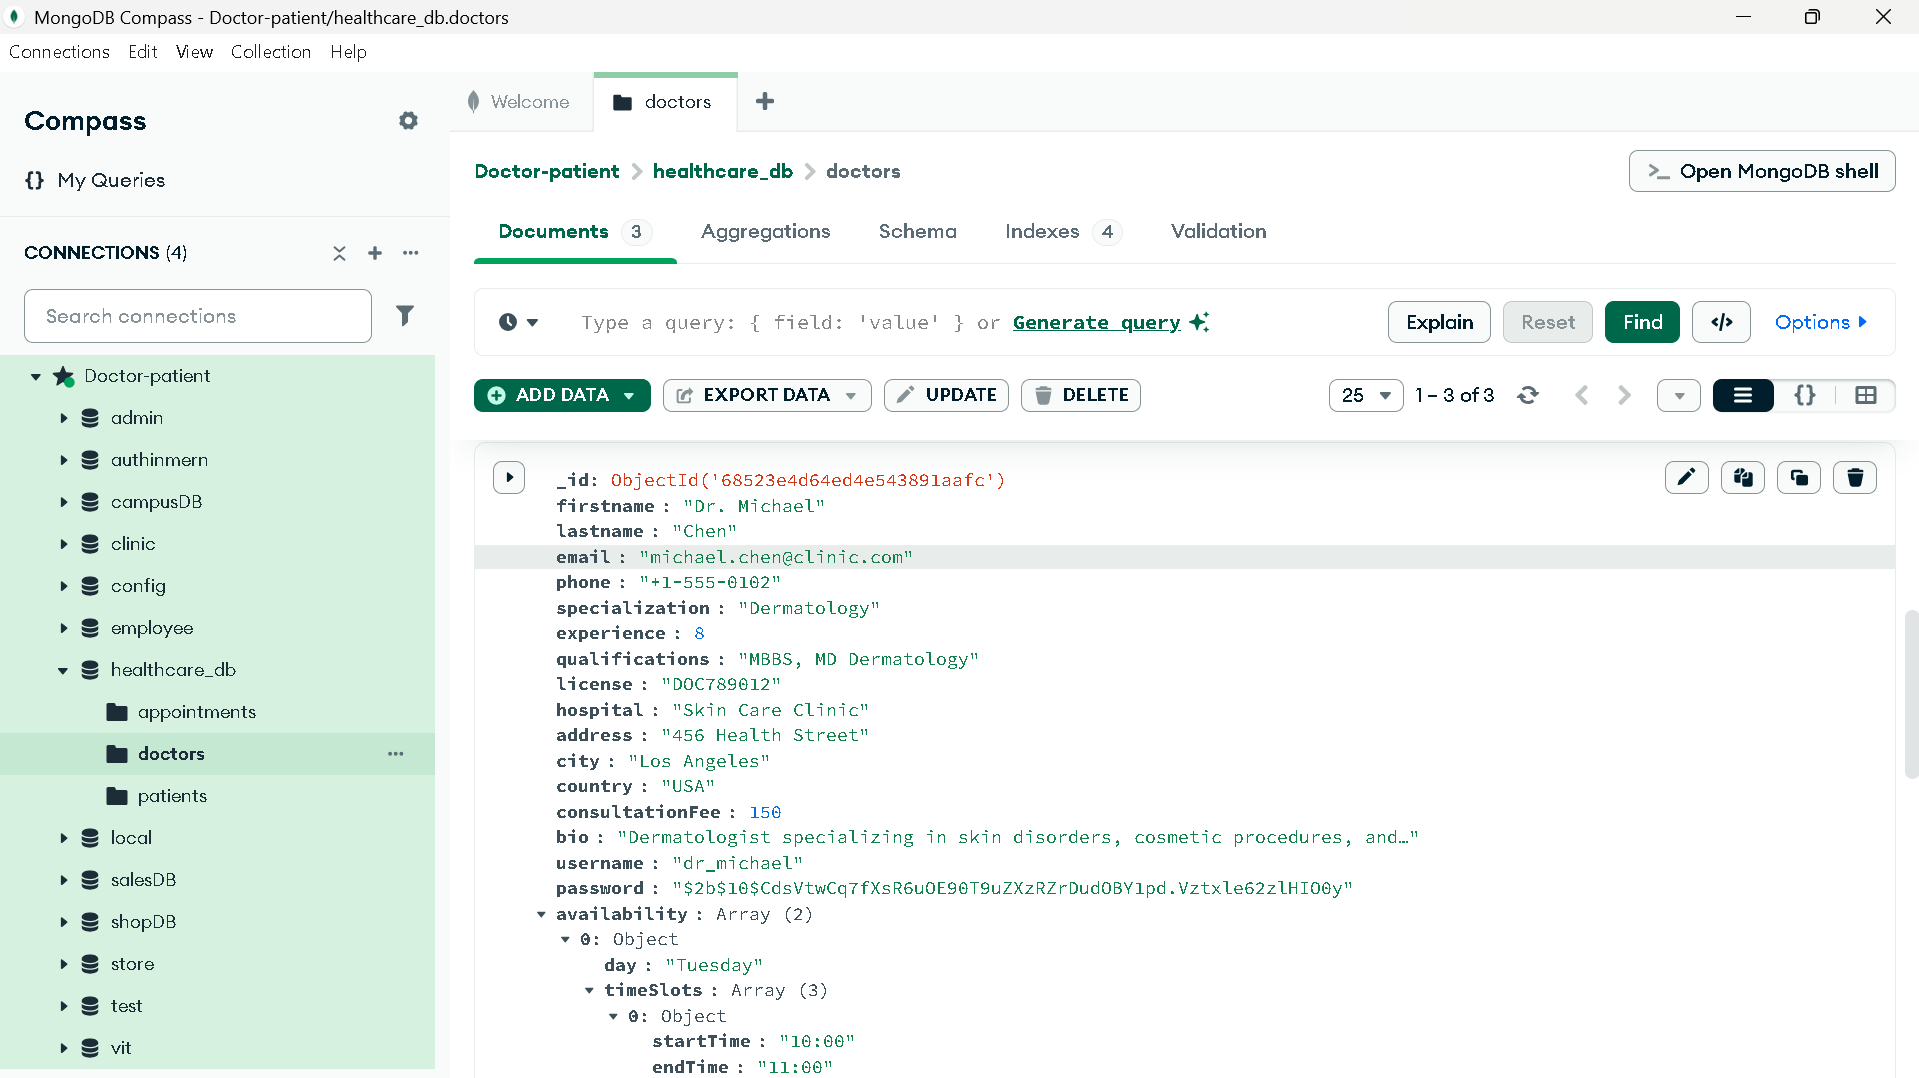 MongoDB Compass - Doctor-patient/healthcare_db.doctors
Connections Edit View Collection Help
Compass
{} My Queries
CONNECTIONS (4)
Search connections
Doctor-patient
admin
authinmern
campusDB
clinic
config
employee
healthcare_db
appointments
doctors
patients
local
salesDB
shopDB
store
test
vit
Welcome
doctors
Doctor-patient > healthcare_db > doctors
>_ Open MongoDB shell
Documents 3 Aggregations Schema Indexes 4 Validation
Type a query: { field: 'value' } or Generate query
Explain Reset Find </> Options
ADD DATA EXPORT DATA UPDATE DELETE
25 1 – 3 of 3 {}
_id: ObjectId('68523e4d64ed4e543891aafc')
firstname : "Dr. Michael"
lastname : "Chen"
email : "michael.chen@clinic.com"
phone : "+1-555-0102"
specialization : "Dermatology"
experience : 8
qualifications : "MBBS, MD Dermatology"
license : "DOC789012"
hospital : "Skin Care Clinic"
address : "456 Health Street"
city : "Los Angeles"
country : "USA"
consultationFee : 150
bio : "Dermatologist specializing in skin disorders, cosmetic procedures, and…"
username : "dr_michael"
password : "$2b$10$CdsVtwCq7fXsR6uOE90T9uZXzRZrDudOBY1pd.Vztxle62zlHIO0y"
availability : Array (2)
0: Object
day : "Tuesday"
timeSlots : Array (3)
0: Object
startTime : "10:00"
endTime : "11:00"